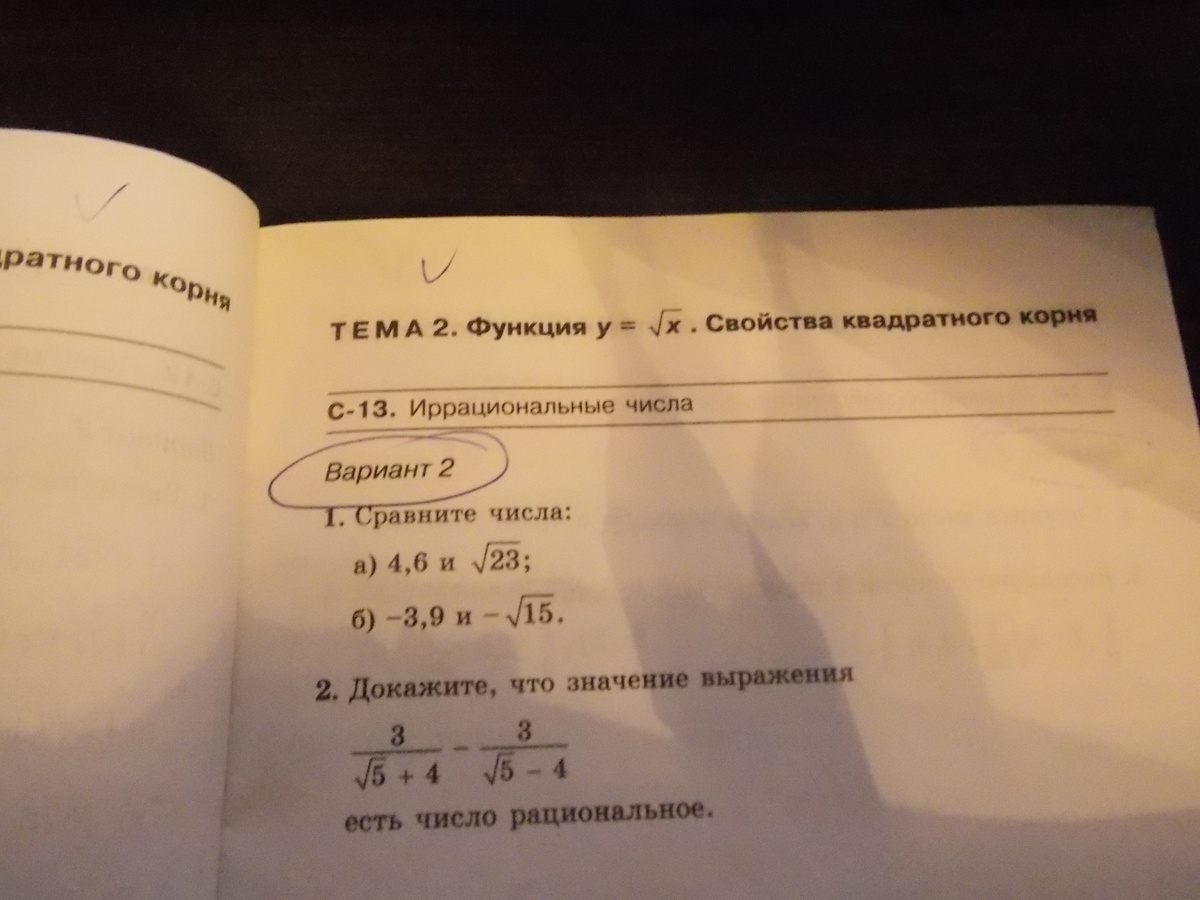 дратного корня
ТЕМА 2. Функция y = √x . Свойства квадратного корня
С-13. Иррациональные числа
Вариант 2
1. Сравните числа:
а) 4,6 и √23;
б) −3,9 и −√15.
2. Докажите, что значение выражения
3/(√5 + 4) − 3/(√5 − 4)
есть число рациональное.